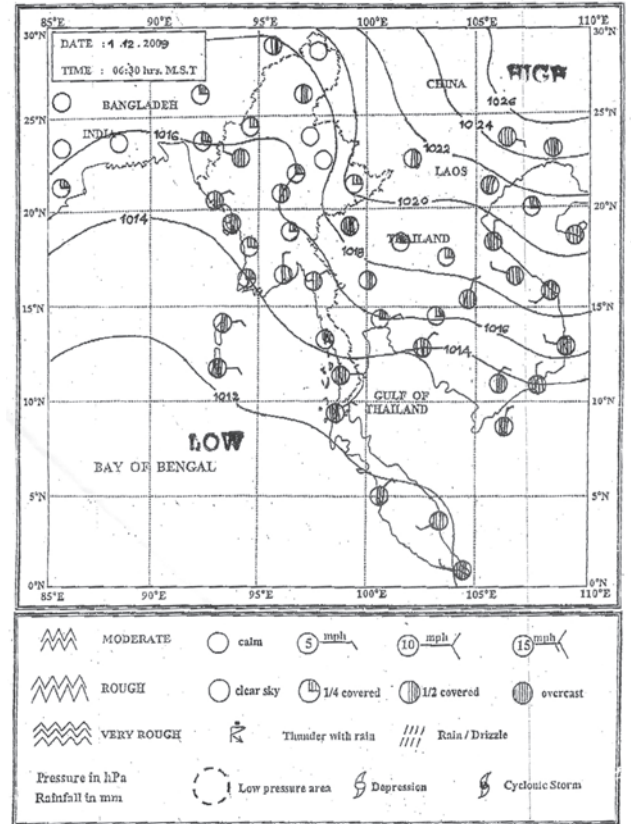 85°E 90°E 95°E 100°E 105°E 110°E
30°N 30°N
DATE : 1.12.2009
TIME : 06:30 hrs. M.S.T
HIGH
CHINA
1026
BANGLADEH
25°N 25°N
1024
INDIA
1016
1022
LAOS
1020
20°N 20°N
1014
THAILAND
1018
15°N 15°N
1016
1014
1012
GULF OF
THAILAND
10°N 10°N
LOW
BAY OF BENGAL
5°N 5°N
0°N 0°N
85°E 90°E 95°E 100°E 105°E 110°E
MODERATE calm 5 mph 10 mph 15 mph
ROUGH clear sky 1/4 covered 1/2 covered overcast
VERY ROUGH Thunder with rain Rain / Drizzle
Pressure in hPa
Rainfall in mm
Low pressure area Depression Cyclonic Storm